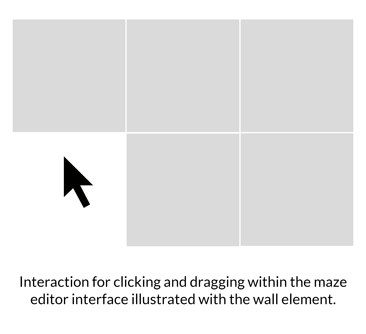 Interaction for clicking and dragging within the maze
editor interface illustrated with the wall element.